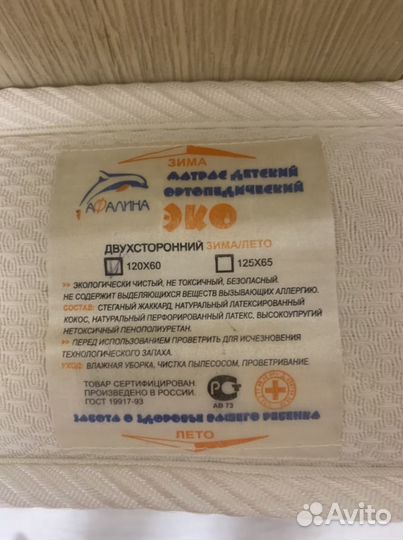 ЗИМА
МАТРАС ДЕТСКИЙ
ОРТОПЕДИЧЕСКИЙ
АФАЛИНА
ЭКО
ДВУХСТОРОННИЙ ЗИМА/ЛЕТО
120X60 125X65
>> ЭКОЛОГИЧЕСКИ ЧИСТЫЙ, НЕ ТОКСИЧНЫЙ, БЕЗОПАСНЫЙ.
НЕ СОДЕРЖИТ ВЫДЕЛЯЮЩИХСЯ ВЕЩЕСТВ ВЫЗЫВАЮЩИХ АЛЛЕРГИЮ.
СОСТАВ: СТЕГАНЫЙ ЖАККАРД, НАТУРАЛЬНЫЙ ЛАТЕКСИРОВАННЫЙ
КОКОС, НАТУРАЛЬНЫЙ ПЕРФОРИРОВАННЫЙ ЛАТЕКС, ВЫСОКОУПРУГИЙ
НЕТОКСИЧНЫЙ ПЕНОПОЛИУРЕТАН.
>> ПЕРЕД ИСПОЛЬЗОВАНИЕМ ПРОВЕТРИТЬ ДЛЯ ИСЧЕЗНОВЕНИЯ
ТЕХНОЛОГИЧЕСКОГО ЗАПАХА.
УХОД: ВЛАЖНАЯ УБОРКА, ЧИСТКА ПЫЛЕСОСОМ, ПРОВЕТРИВАНИЕ
ТОВАР СЕРТИФИЦИРОВАН
ПРОИЗВЕДЕНО В РОССИИ.
ГОСТ 19917-93
РСТ
АВ 73
ЗАБОТА О ЗДОРОВЬЕ ВАШЕГО РЕБЕНКА
ЛЕТО
Avito